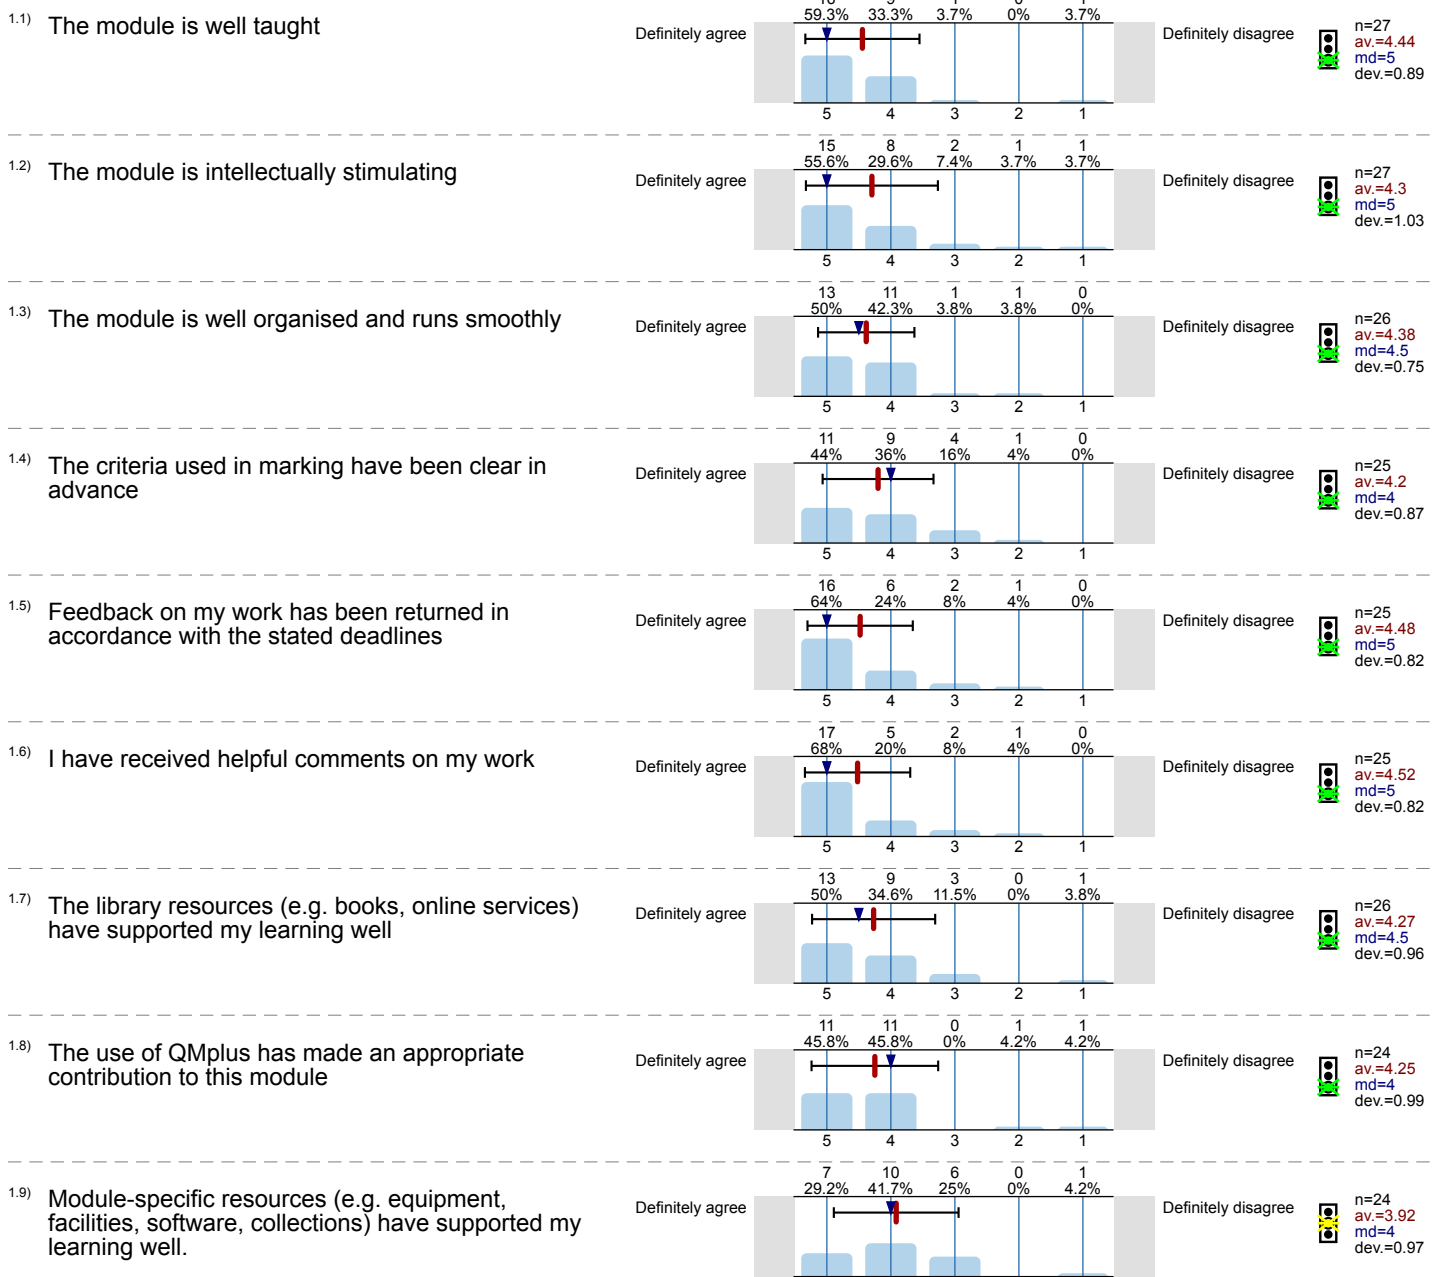 59.3% 33.3% 3.7% 0% 3.7%
1.1) The module is well taught
Definitely agree
Definitely disagree
n=27
av.=4.44
md=5
dev.=0.89
5 4 3 2 1
15 8 2 1 1
55.6% 29.6% 7.4% 3.7% 3.7%
1.2) The module is intellectually stimulating
Definitely agree
Definitely disagree
n=27
av.=4.3
md=5
dev.=1.03
5 4 3 2 1
13 11 1 1 0
50% 42.3% 3.8% 3.8% 0%
1.3) The module is well organised and runs smoothly
Definitely agree
Definitely disagree
n=26
av.=4.38
md=4.5
dev.=0.75
5 4 3 2 1
11 9 4 1 0
44% 36% 16% 4% 0%
1.4) The criteria used in marking have been clear in
advance
Definitely agree
Definitely disagree
n=25
av.=4.2
md=4
dev.=0.87
5 4 3 2 1
16 6 2 1 0
64% 24% 8% 4% 0%
1.5) Feedback on my work has been returned in
accordance with the stated deadlines
Definitely agree
Definitely disagree
n=25
av.=4.48
md=5
dev.=0.82
5 4 3 2 1
17 5 2 1 0
68% 20% 8% 4% 0%
1.6) I have received helpful comments on my work
Definitely agree
Definitely disagree
n=25
av.=4.52
md=5
dev.=0.82
5 4 3 2 1
13 9 3 0 1
50% 34.6% 11.5% 0% 3.8%
1.7) The library resources (e.g. books, online services)
have supported my learning well
Definitely agree
Definitely disagree
n=26
av.=4.27
md=4.5
dev.=0.96
5 4 3 2 1
11 11 0 1 1
45.8% 45.8% 0% 4.2% 4.2%
1.8) The use of QMplus has made an appropriate
contribution to this module
Definitely agree
Definitely disagree
n=24
av.=4.25
md=4
dev.=0.99
5 4 3 2 1
7 10 6 0 1
29.2% 41.7% 25% 0% 4.2%
1.9) Module-specific resources (e.g. equipment,
facilities, software, collections) have supported my
learning well.
Definitely agree
Definitely disagree
n=24
av.=3.92
md=4
dev.=0.97